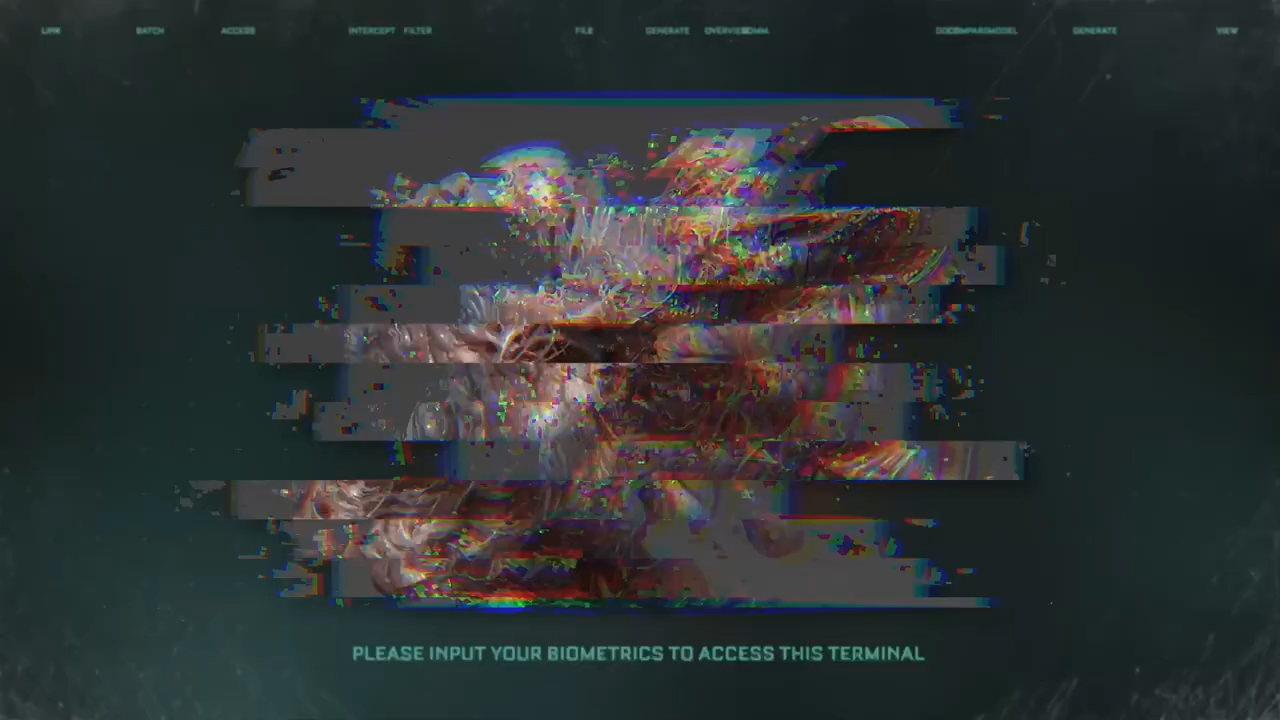 LINK BATCH ACCESS INTERCEPT FILTER FILE GENERATE GENERATE VIEW
PLEASE INPUT YOUR BIOMETRICS TO ACCESS THIS TERMINAL